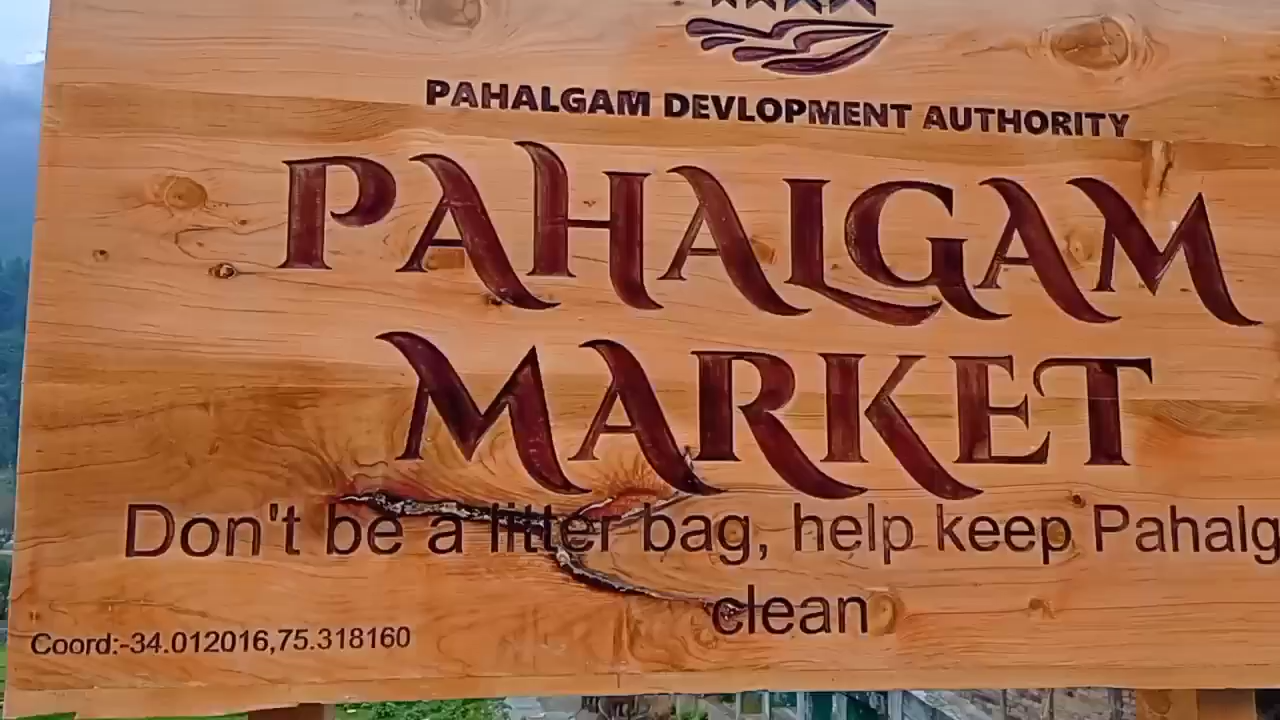 PAHALGAM DEVLOPMENT AUTHORITY
PAHALGAM
MARKET
Don't be a litter bag, help keep Pahalg
clean
Coord:-34.012016,75.318160